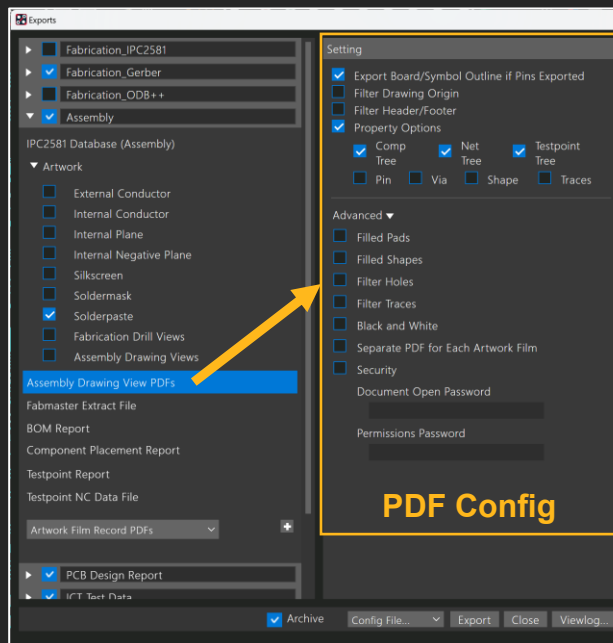 Exports
Fabrication_IPC2581
Fabrication_Gerber
Fabrication_ODB++
Assembly
IPC2581 Database (Assembly)
Artwork
External Conductor
Internal Conductor
Internal Plane
Internal Negative Plane
Silkscreen
Soldermask
Solderpaste
Fabrication Drill Views
Assembly Drawing Views
Assembly Drawing View PDFs
Fabmaster Extract File
BOM Report
Component Placement Report
Testpoint Report
Testpoint NC Data File
Artwork Film Record PDFs
PCB Design Report
ICT Test Data
Setting
Export Board/Symbol Outline if Pins Exported
Filter Drawing Origin
Filter Header/Footer
Property Options
Comp Tree
Net Tree
Testpoint Tree
Pin Via Shape Traces
Advanced
Filled Pads
Filled Shapes
Filter Holes
Filter Traces
Black and White
Separate PDF for Each Artwork Film
Security
Document Open Password
Permissions Password
PDF Config
Archive Config File... Export Close Viewlog...